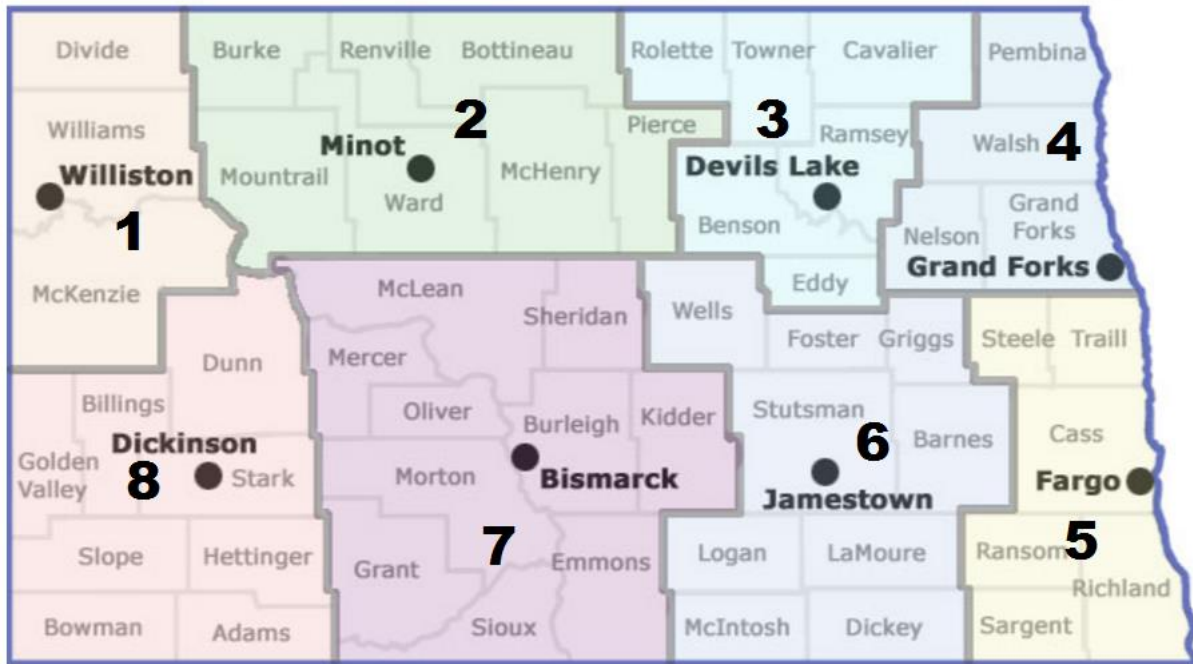 Divide
Burke
Renville
Bottineau
Rolette
Towner
Cavalier
Pembina
Williams
Williston
1
McKenzie
Minot
2
Mountrail
Ward
McHenry
Pierce
3
Ramsey
Devils Lake
Benson
Eddy
Walsh
4
Nelson
Grand
Forks
Grand Forks
Dunn
Billings
Dickinson
Golden
Valley
8
Stark
Slope
Hettinger
Bowman
Adams
McLean
Sheridan
Mercer
Oliver
Burleigh
Kidder
Morton
Bismarck
7
Grant
Emmons
Sioux
Wells
Foster
Griggs
Stutsman
6
Barnes
Jamestown
Logan
LaMoure
McIntosh
Dickey
Steele
Traill
Cass
Fargo
Ransom
5
Richland
Sargent